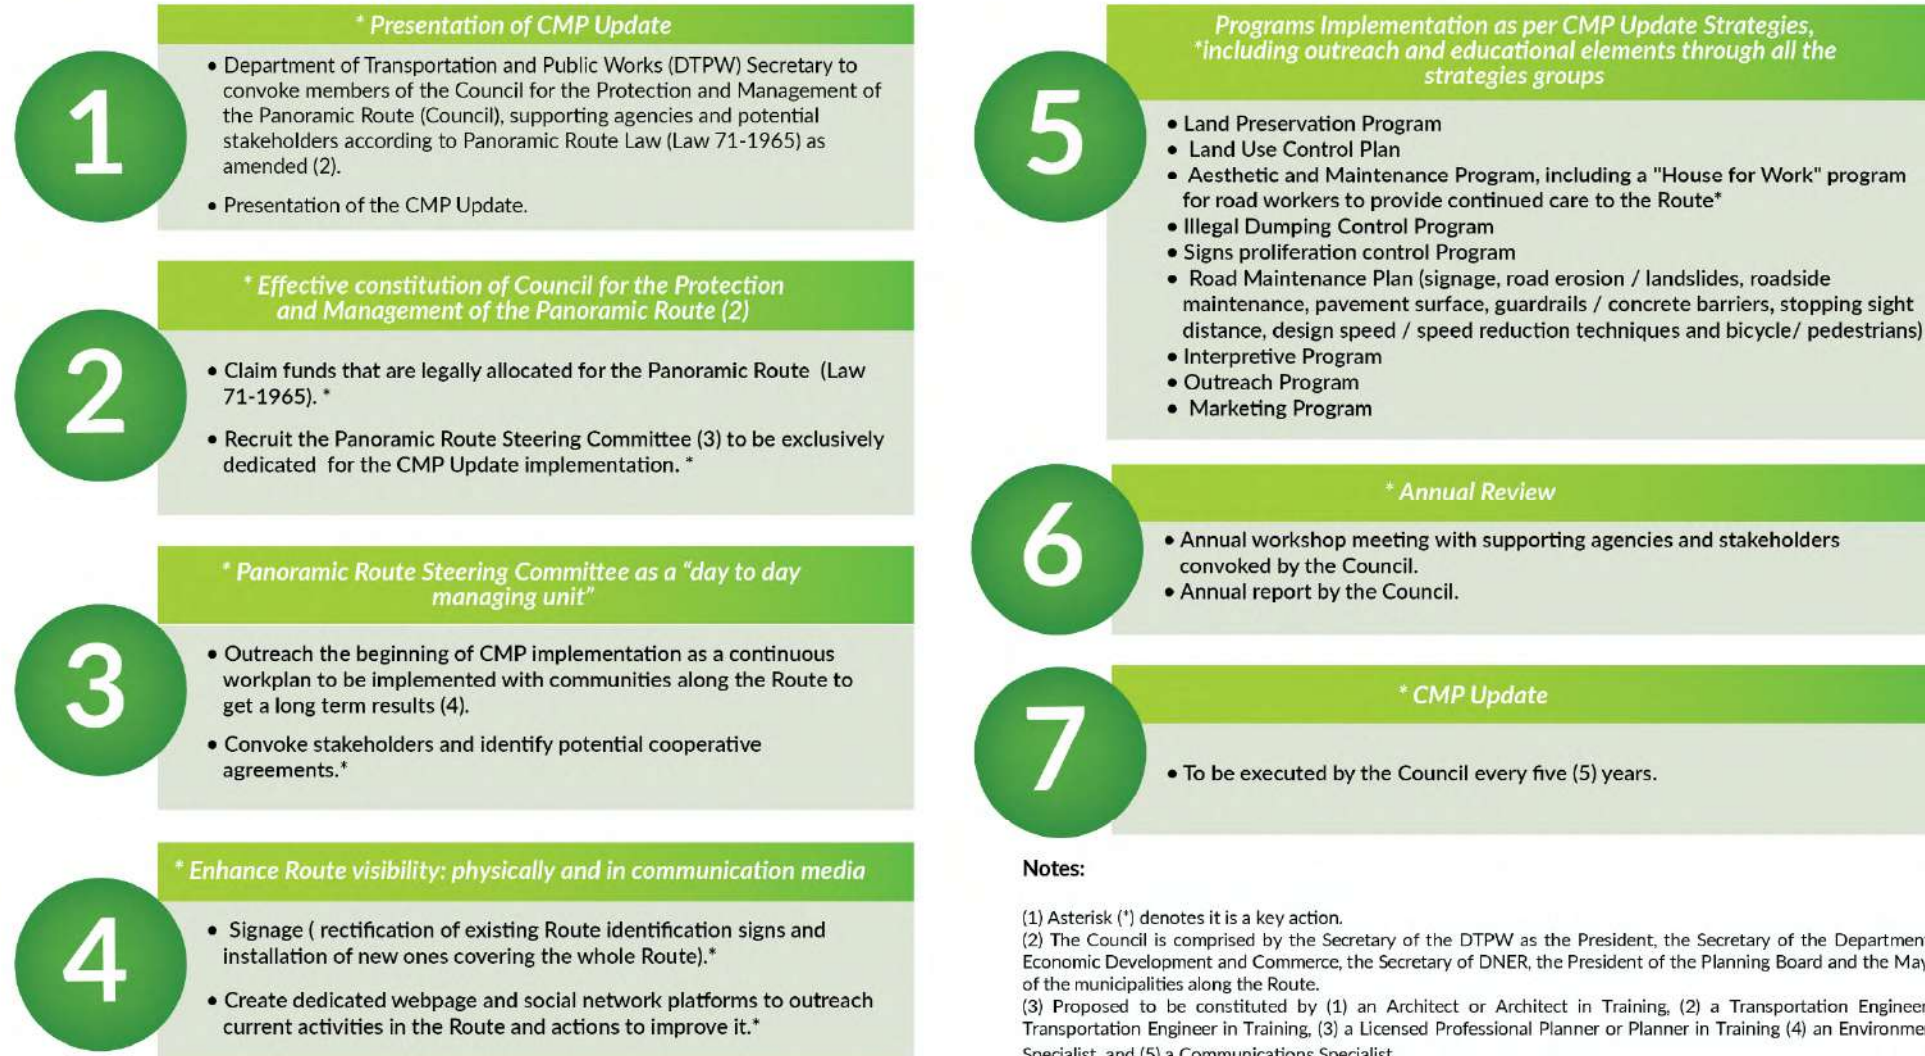 1
* Presentation of CMP Update
• Department of Transportation and Public Works (DTPW) Secretary to
convoke members of the Council for the Protection and Management of
the Panoramic Route (Council), supporting agencies and potential
stakeholders according to Panoramic Route Law (Law 71-1965) as
amended (2).
• Presentation of the CMP Update.
2
* Effective constitution of Council for the Protection
and Management of the Panoramic Route (2)
• Claim funds that are legally allocated for the Panoramic Route (Law
71-1965). *
• Recruit the Panoramic Route Steering Committee (3) to be exclusively
dedicated for the CMP Update implementation. *
3
* Panoramic Route Steering Committee as a “day to day
managing unit”
• Outreach the beginning of CMP implementation as a continuous
workplan to be implemented with communities along the Route to
get a long term results (4).
• Convoke stakeholders and identify potential cooperative
agreements.*
4
* Enhance Route visibility: physically and in communication media
• Signage ( rectification of existing Route identification signs and
installation of new ones covering the whole Route).*
• Create dedicated webpage and social network platforms to outreach
current activities in the Route and actions to improve it.*
5
Programs Implementation as per CMP Update Strategies,
*including outreach and educational elements through all the
strategies groups
• Land Preservation Program
• Land Use Control Plan
• Aesthetic and Maintenance Program, including a "House for Work" program
for road workers to provide continued care to the Route*
• Illegal Dumping Control Program
• Signs proliferation control Program
• Road Maintenance Plan (signage, road erosion / landslides, roadside
maintenance, pavement surface, guardrails / concrete barriers, stopping sight
distance, design speed / speed reduction techniques and bicycle/ pedestrians)
• Interpretive Program
• Outreach Program
• Marketing Program
6
* Annual Review
• Annual workshop meeting with supporting agencies and stakeholders
convoked by the Council.
• Annual report by the Council.
7
* CMP Update
• To be executed by the Council every five (5) years.
Notes:
(1) Asterisk (*) denotes it is a key action.
(2) The Council is comprised by the Secretary of the DTPW as the President, the Secretary of the Department
Economic Development and Commerce, the Secretary of DNER, the President of the Planning Board and the
of the municipalities along the Route.
(3) Proposed to be constituted by (1) an Architect or Architect in Training, (2) a Transportation Engineer
Transportation Engineer in Training, (3) a Licensed Professional Planner or Planner in Training (4) an
Specialist, and (5) a Communications Specialist.